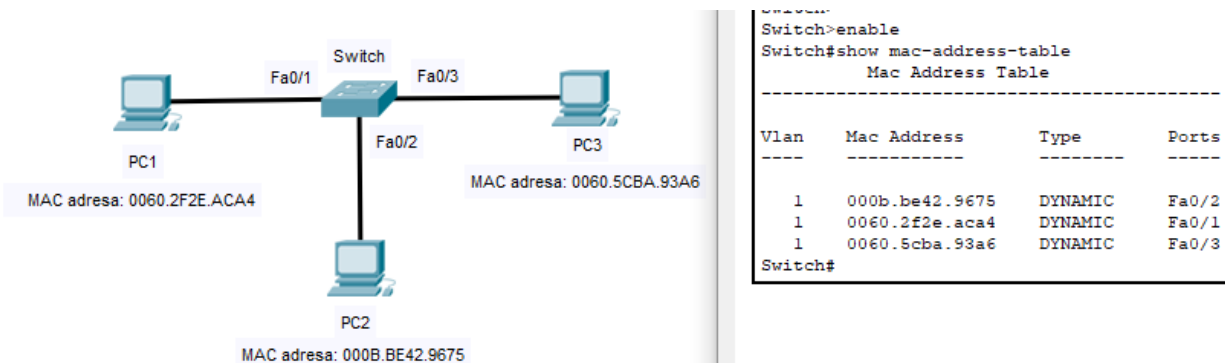 Switch
Fa0/1
Fa0/3
Fa0/2
PC1
PC3
MAC adresa: 0060.2F2E.ACA4
MAC adresa: 0060.5CBA.93A6
PC2
MAC adresa: 000B.BE42.9675
Switch>enable
Switch#show mac-address-table
Mac Address Table
-------------------------------------------
Vlan Mac Address Type Ports
---- ----------- -------- -----
1 000b.be42.9675 DYNAMIC Fa0/2
1 0060.2f2e.aca4 DYNAMIC Fa0/1
1 0060.5cba.93a6 DYNAMIC Fa0/3
Switch#